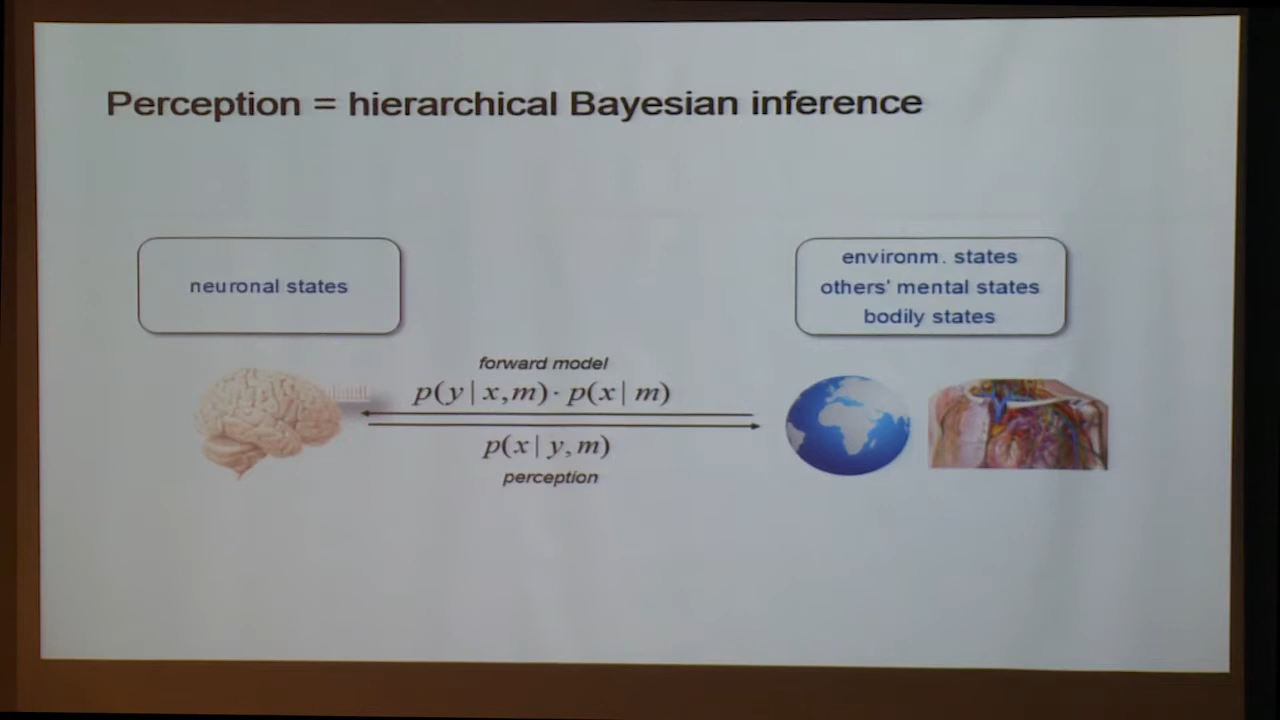 Perception = hierarchical Bayesian inference
neuronal states
environm. states
others' mental states
bodily states
forward model
p(y | x,m) · p(x | m)
p(x | y,m)
perception